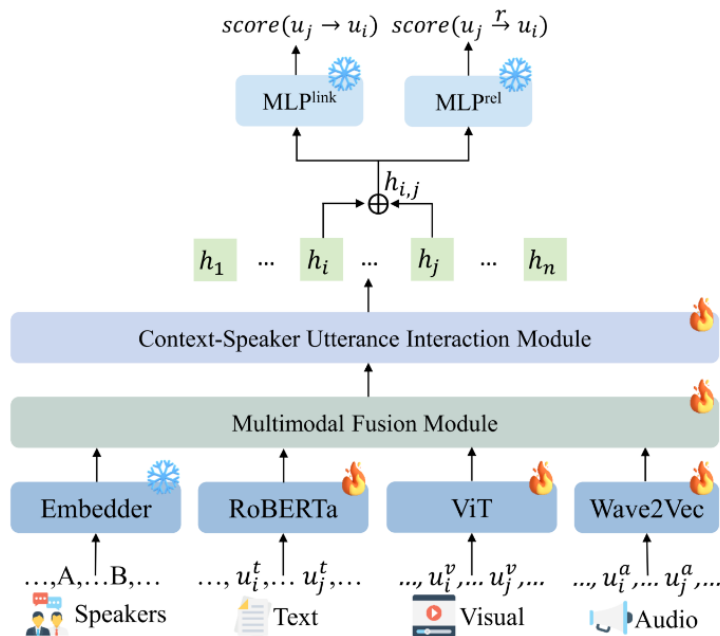 score(u_j → u_i) score(u_j →^r u_i)
MLP^link MLP^rel
h_{i,j}
⊕
h_1 ... h_i ... h_j ... h_n
Context-Speaker Utterance Interaction Module
Multimodal Fusion Module
Embedder RoBERTa ViT Wave2Vec
...,A,...B,... ..., u_i^t,... u_j^t,... ..., u_i^v,... u_j^v,... ..., u_i^a,... u_j^a,...
Speakers Text Visual Audio